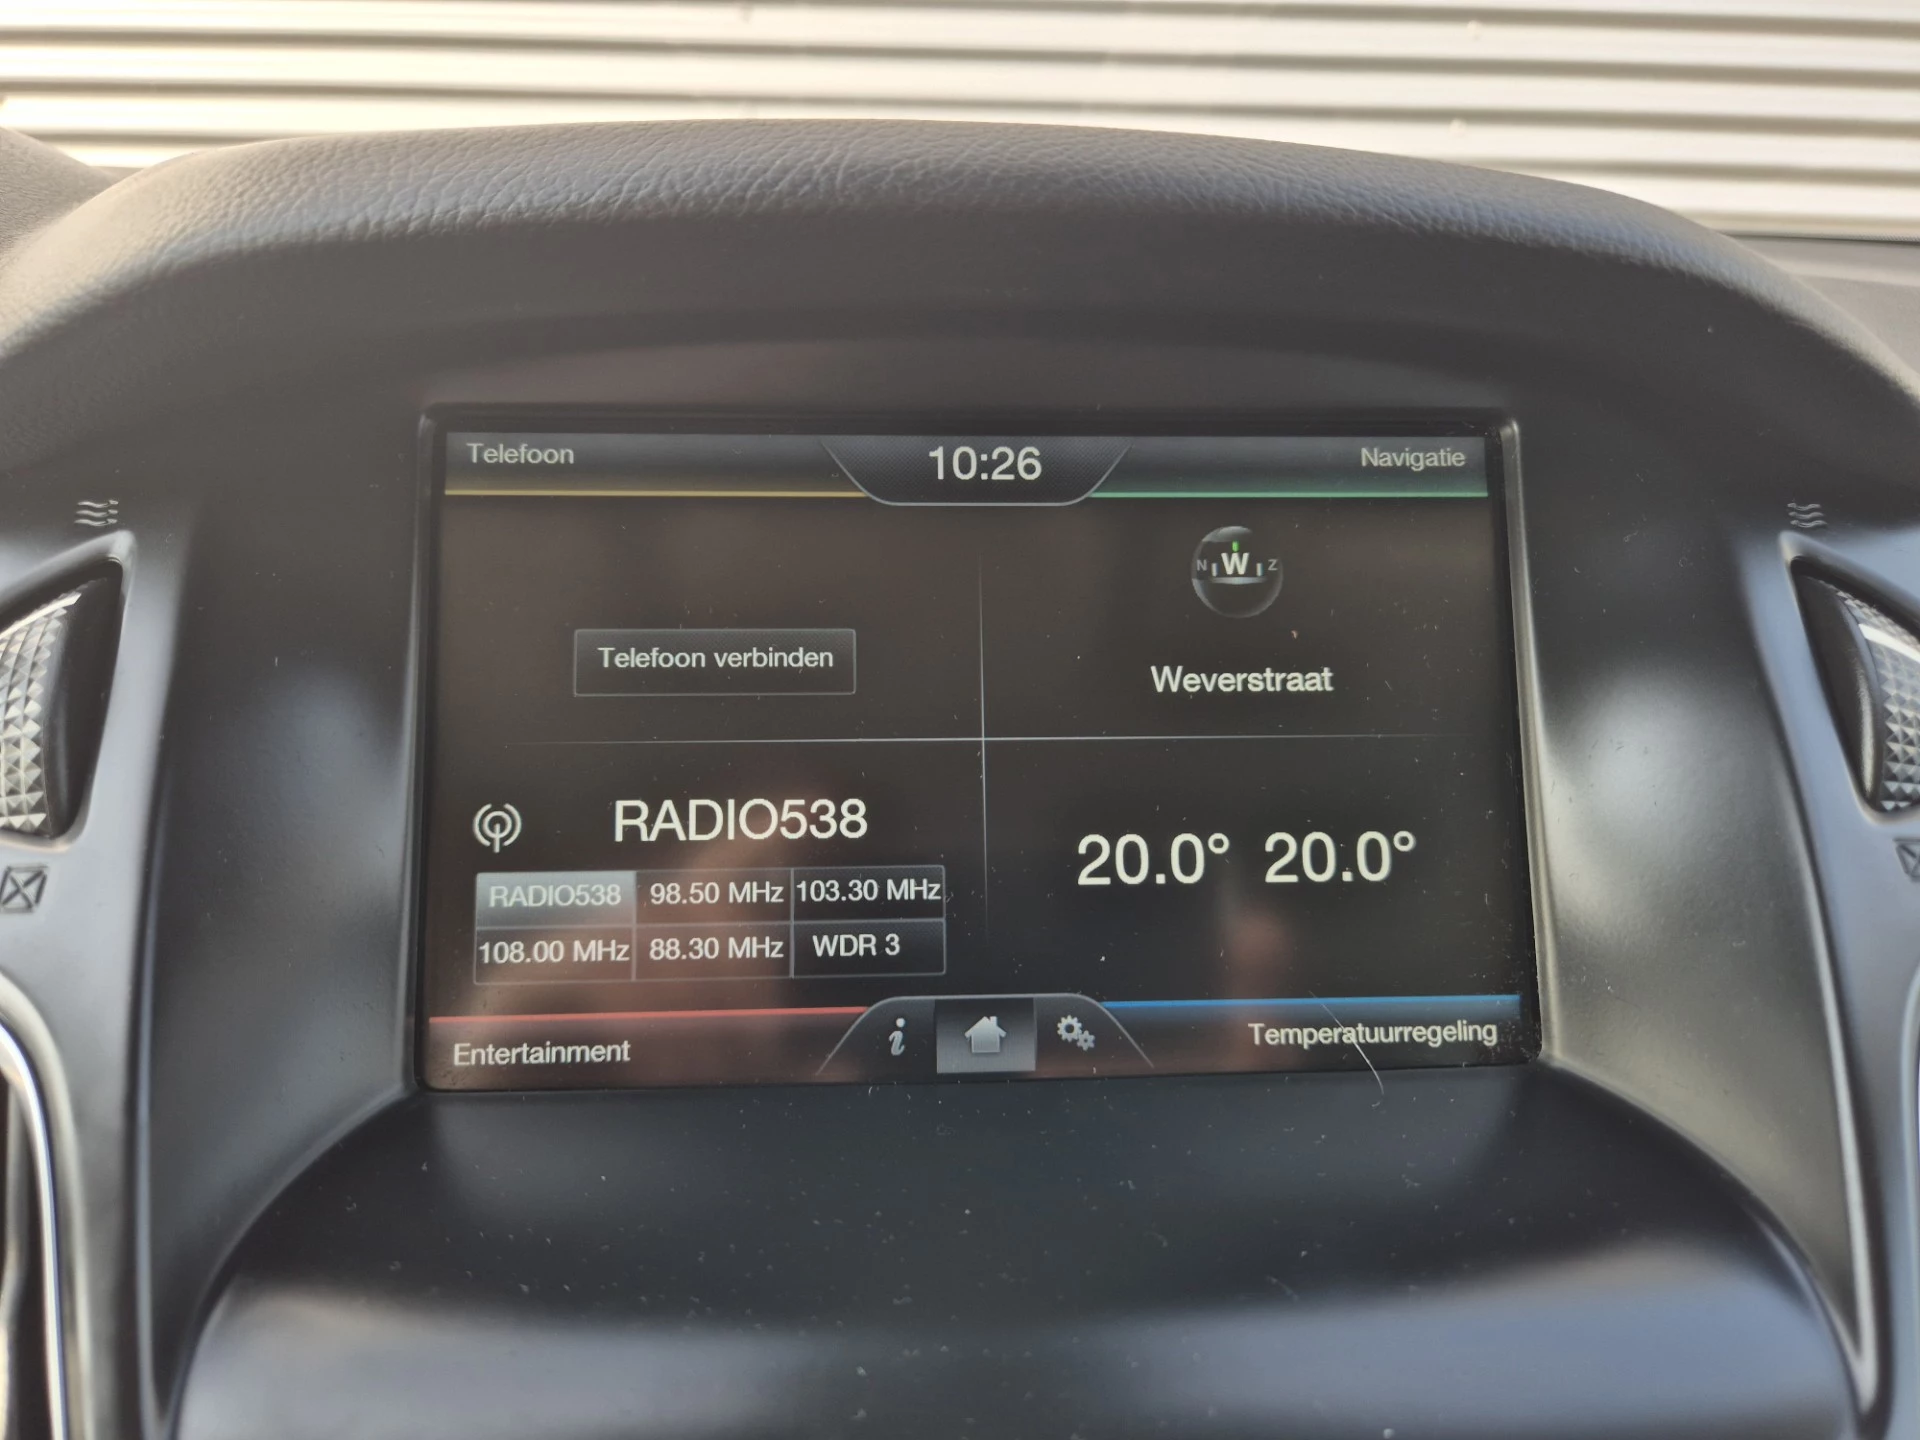 Telefoon
10:26
Navigatie
N W Z
Telefoon verbinden
Weverstraat
RADIO538
20.0° 20.0°
RADIO538 98.50 MHz 103.30 MHz
108.00 MHz 88.30 MHz WDR 3
Entertainment
i
Temperatuurregeling